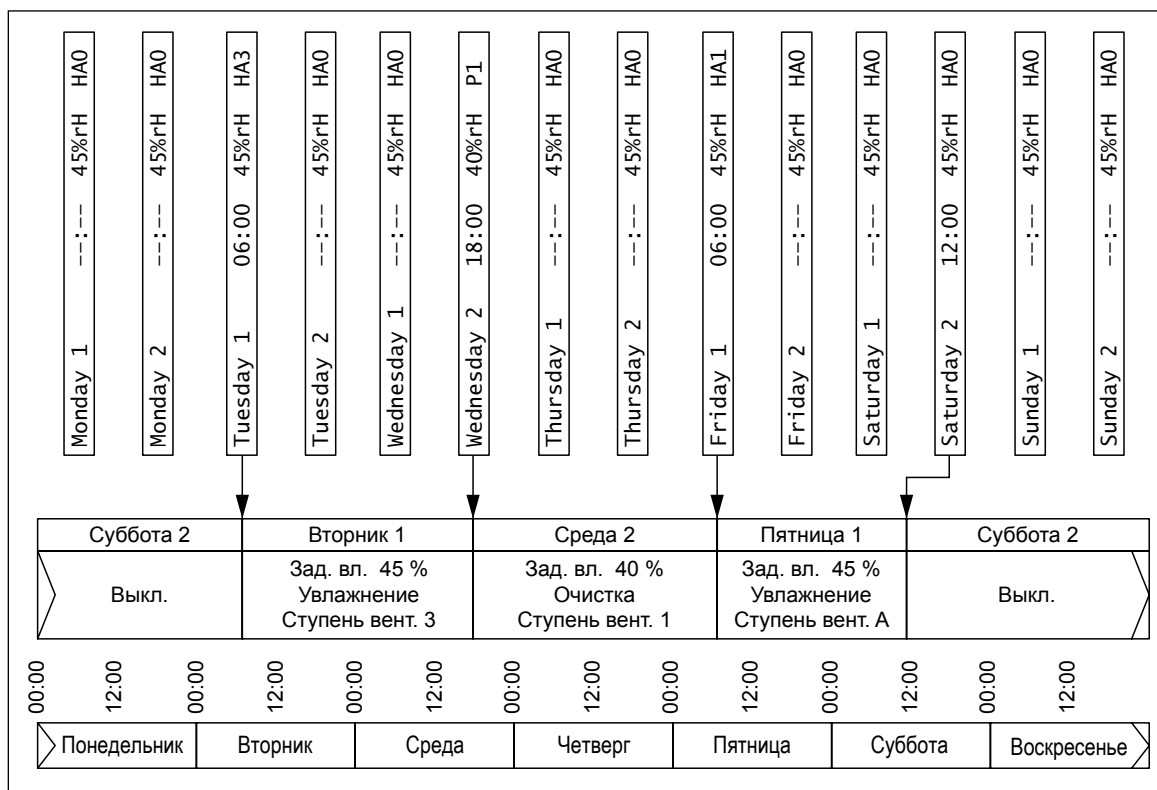 Monday 1 --:-- 45%rH HA0
Monday 2 --:-- 45%rH HA0
Tuesday 1 06:00 45%rH HA3
Tuesday 2 --:-- 45%rH HA0
Wednesday 1 --:-- 45%rH HA0
Wednesday 2 18:00 40%rH P1
Thursday 1 --:-- 45%rH HA0
Thursday 2 --:-- 45%rH HA0
Friday 1 06:00 45%rH HA1
Friday 2 --:-- 45%rH HA0
Saturday 1 --:-- 45%rH HA0
Saturday 2 12:00 45%rH HA0
Sunday 1 --:-- 45%rH HA0
Sunday 2 --:-- 45%rH HA0
Суббота 2
Вторник 1
Среда 2
Пятница 1
Суббота 2
Выкл.
Зад. вл. 45 %
Увлажнение
Ступень вент. 3
Зад. вл. 40 %
Очистка
Ступень вент. 1
Зад. вл. 45 %
Увлажнение
Ступень вент. A
Выкл.
00:00
12:00
00:00
12:00
00:00
12:00
00:00
12:00
00:00
12:00
00:00
12:00
00:00
12:00
Понедельник
Вторник
Среда
Четверг
Пятница
Суббота
Воскресенье